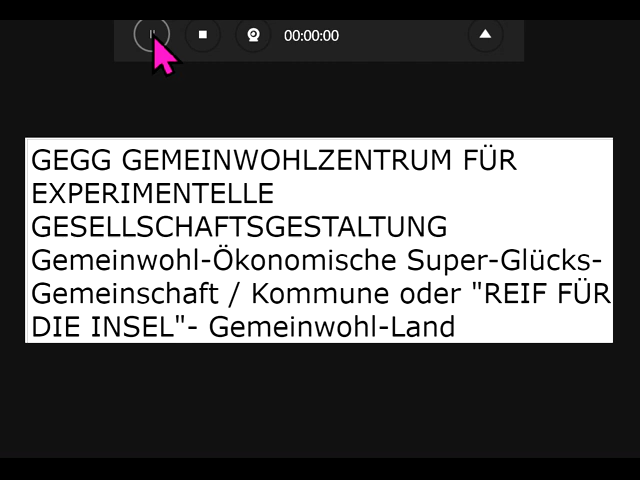 00:00:00
GEGG GEMEINWOHLZENTRUM FÜR
EXPERIMENTELLE
GESELLSCHAFTSGESTALTUNG
Gemeinwohl-Ökonomische Super-Glücks-
Gemeinschaft / Kommune oder "REIF FÜR
DIE INSEL"- Gemeinwohl-Land